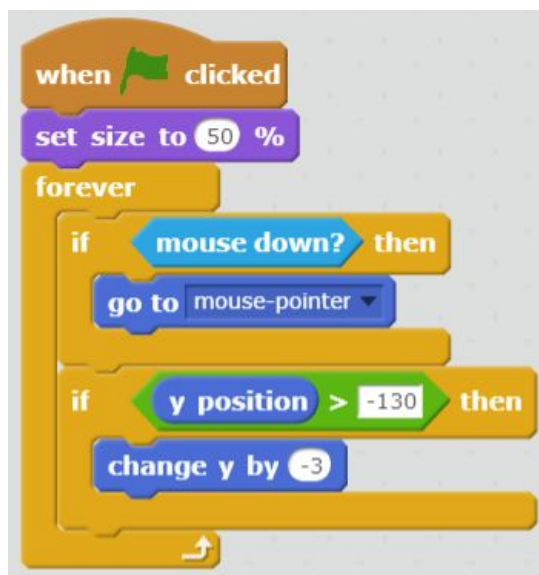 when clicked
set size to 50 %
forever
if mouse down? then
go to mouse-pointer
if y position > -130 then
change y by -3